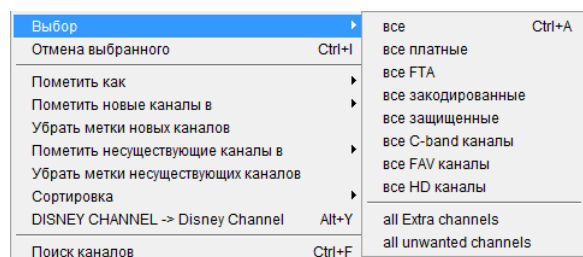 Выбор
Отмена выбранного Ctrl+I
Пометить как
Пометить новые каналы в
Убрать метки новых каналов
Пометить несуществующие каналы в
Убрать метки несуществующих каналов
Сортировка
DISNEY CHANNEL -> Disney Channel Alt+Y
Поиск каналов Ctrl+F
все Ctrl+A
все платные
все FTA
все закодированные
все защищенные
все C-band каналы
все FAV каналы
все HD каналы
all Extra channels
all unwanted channels